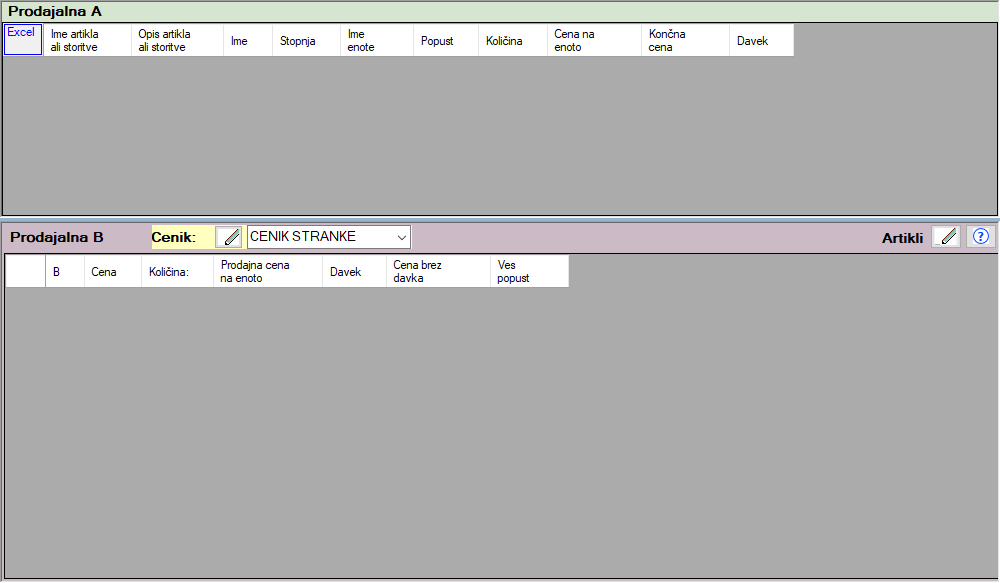 Prodajalna A
Excel
Ime artikla
ali storitve
Opis artikla
ali storitve
Ime
Stopnja
Ime
enote
Popust
Količina
Cena na
enoto
Končna
cena
Davek
Prodajalna B
Cenik:
CENIK STRANKE
Artikli
?
B
Cena
Količina:
Prodajna cena
na enoto
Davek
Cena brez
davka
Ves
popust